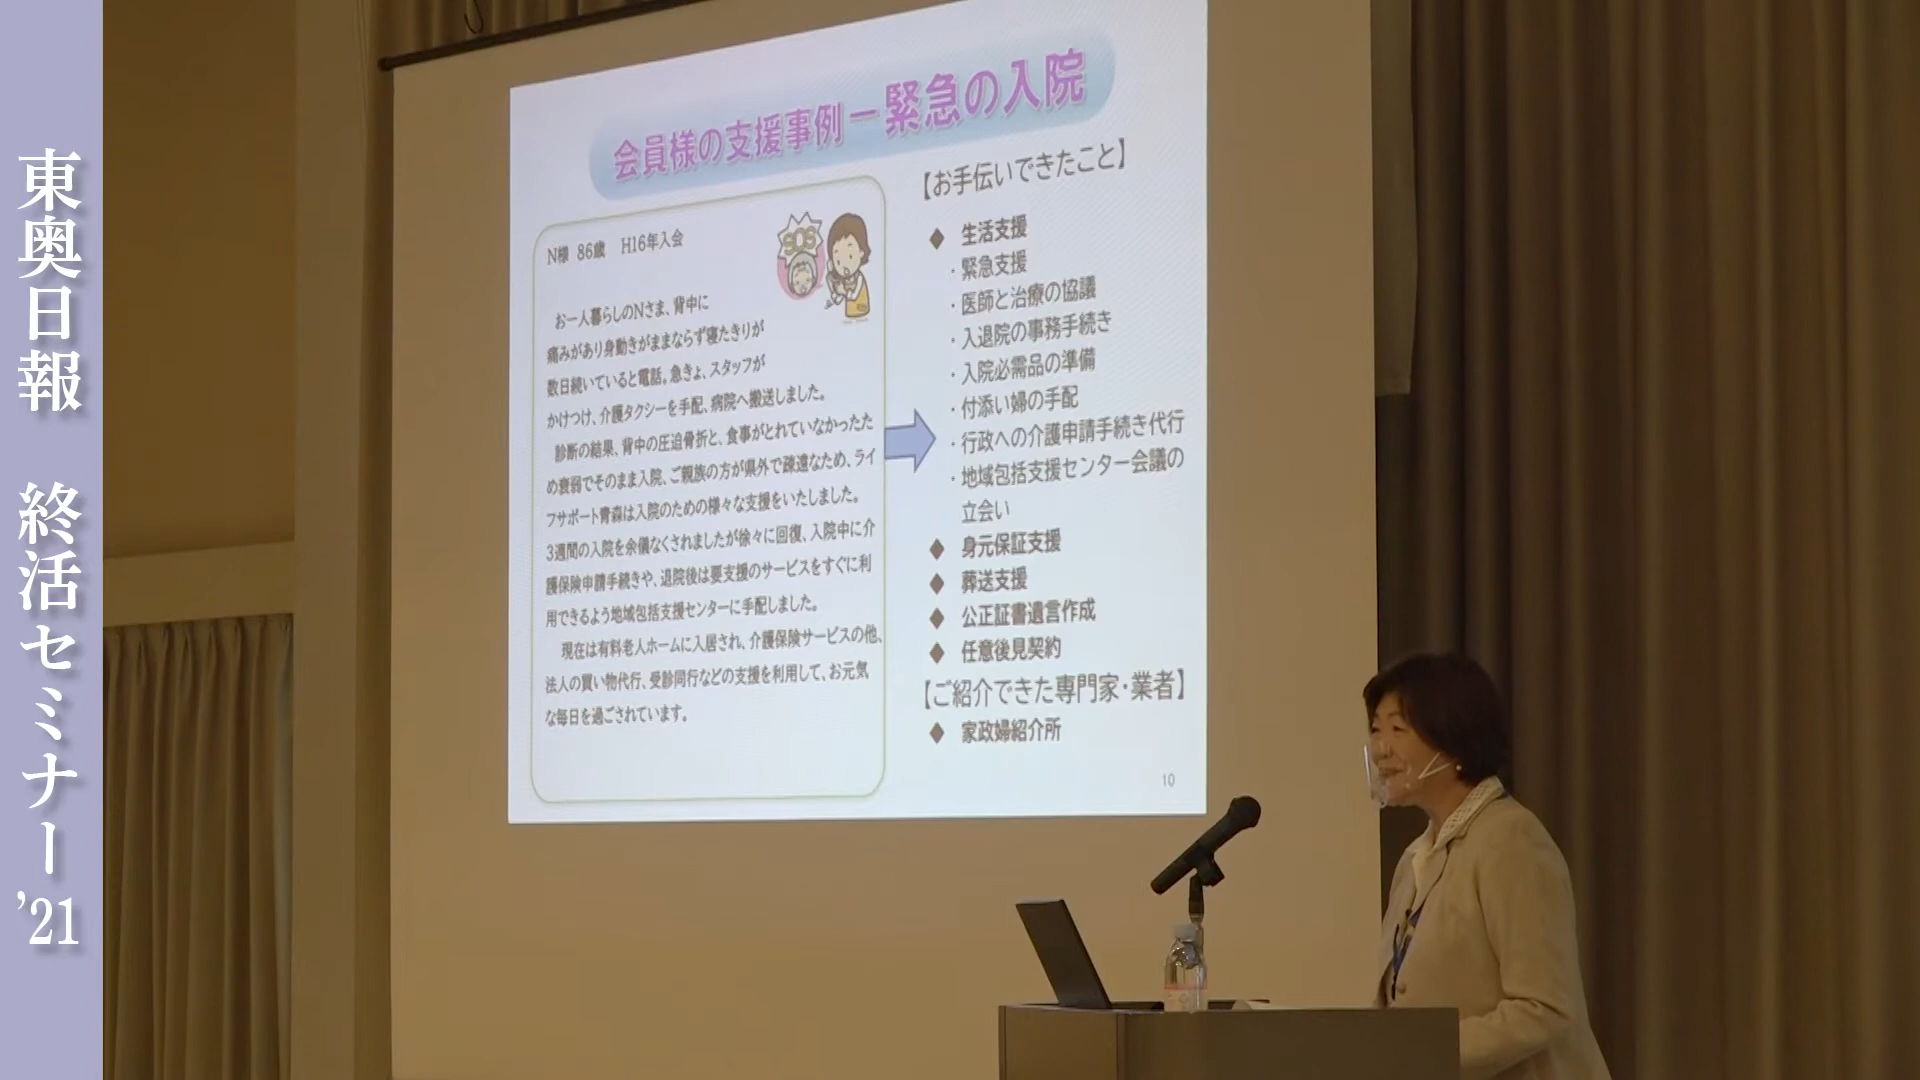 東奥日報 終活セミナー ’21
会員様の支援事例－緊急の入院
N様 86歳 H16年入会
SOS
お一人暮らしのNさま、背中に
痛みがあり身動きがままならず寝たきりが
数日続いていると電話。急きょ、スタッフが
かけつけ、介護タクシーを手配、病院へ搬送しました。
診断の結果、背中の圧迫骨折と、食事がとれていなかったた
め衰弱でそのまま入院、ご親族の方が県外で疎遠なため、ライ
フサポート青森は入院のための様々な支援をいたしました。
3週間の入院を余儀なくされましたが徐々に回復、入院中に介
護保険申請手続きや、退院後は要支援のサービスをすぐに利
用できるよう地域包括支援センターに手配しました。
現在は有料老人ホームに入居され、介護保険サービスの他、
法人の買い物代行、受診同行などの支援を利用して、お元気
な毎日を過ごされています。
【お手伝いできたこと】
◆ 生活支援
・緊急支援
・医師と治療の協議
・入退院の事務手続き
・入院必需品の準備
・付添い婦の手配
・行政への介護申請手続き代行
・地域包括支援センター会議の
立会い
◆ 身元保証支援
◆ 葬送支援
◆ 公正証書遺言作成
◆ 任意後見契約
【ご紹介できた専門家・業者】
◆ 家政婦紹介所
10